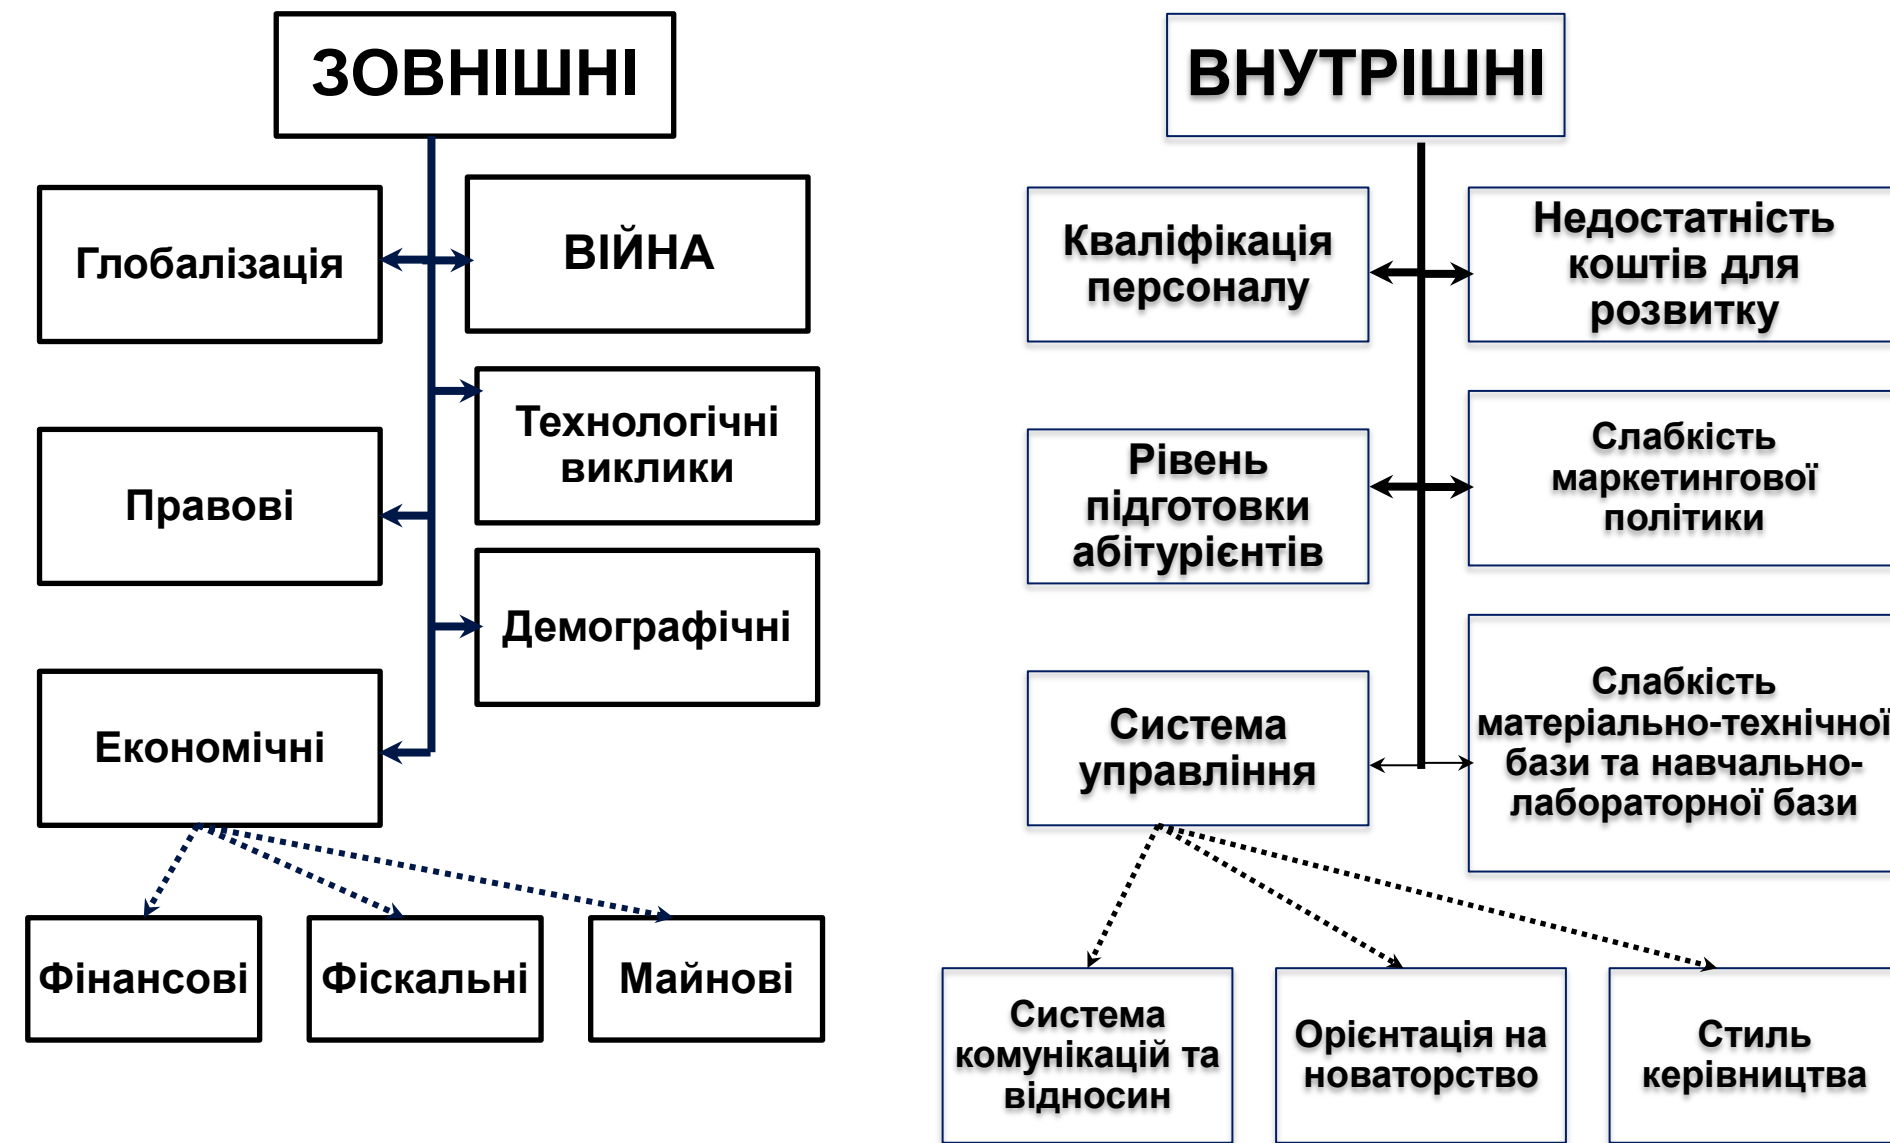 ЗОВНІШНІ
Глобалізація
ВІЙНА
Технологічні
виклики
Правові
Демографічні
Економічні
Фінансові
Фіскальні
Майнові
ВНУТРІШНІ
Кваліфікація
персоналу
Недостатність
коштів для
розвитку
Рівень
підготовки
абітурієнтів
Слабкість
маркетингової
політики
Система
управління
Слабкість
матеріально-технічної
бази та навчально-
лабораторної бази
Система
комунікацій та
відносин
Орієнтація на
новаторство
Стиль
керівництва